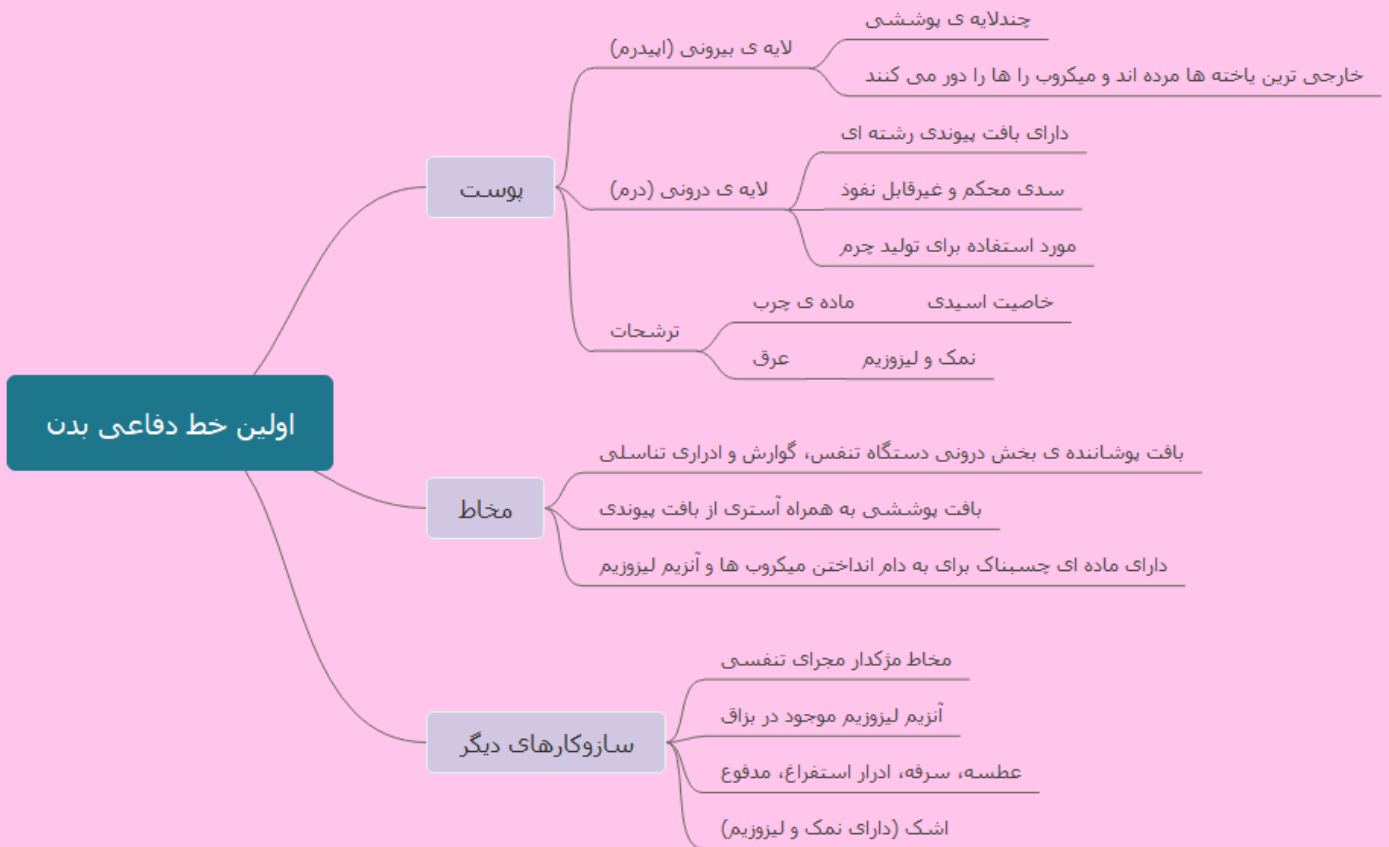 اولین خط دفاعی بدن
پوست
لایه ی بیرونی (اپیدرم)
چندلایه ی پوششی
خارجی ترین یاخته ها مرده اند و میکروب را ها را دور می کنند
لایه ی درونی (درم)
دارای بافت پیوندی رشته ای
سدی محکم و غیرقابل نفوذ
مورد استفاده برای تولید چرم
ترشحات
ماده ی چرب
خاصیت اسیدی
عرق
نمک و لیزوزیم
مخاط
بافت پوشاننده ی بخش درونی دستگاه تنفس، گوارش و ادراری تناسلی
بافت پوششی به همراه آستری از بافت پیوندی
دارای ماده ای چسبناک برای به دام انداختن میکروب ها و آنزیم لیزوزیم
سازوکارهای دیگر
مخاط مژکدار مجرای تنفسی
آنزیم لیزوزیم موجود در بزاق
عطسه، سرفه، ادرار استفراغ، مدفوع
اشک (دارای نمک و لیزوزیم)